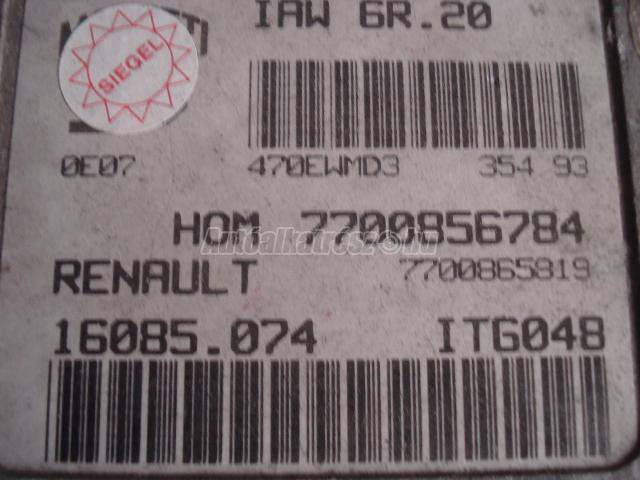 IAW 6R.20
SIEGEL
0E07 470EWMD3 354 93
HOM 7700856784
RENAULT 7700865819
16085.074 ITG048